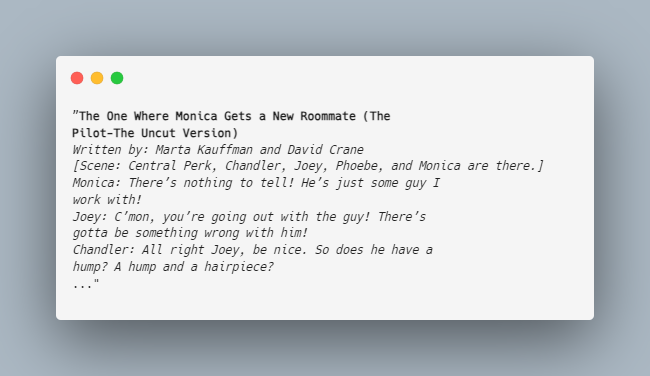 ”The One Where Monica Gets a New Roommate (The
Pilot-The Uncut Version)
Written by: Marta Kauffman and David Crane
[Scene: Central Perk, Chandler, Joey, Phoebe, and Monica are there.]
Monica: There’s nothing to tell! He’s just some guy I
work with!
Joey: C’mon, you’re going out with the guy! There’s
gotta be something wrong with him!
Chandler: All right Joey, be nice. So does he have a
hump? A hump and a hairpiece?
..."